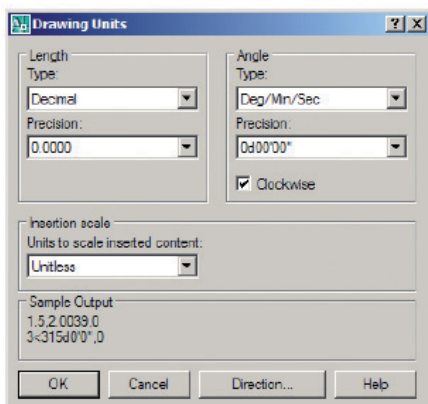 Drawing Units
Length
Type:
Decimal
Precision:
0.0000
Angle
Type:
Deg/Min/Sec
Precision:
0d00'00"
Clockwise
Insertion scale
Units to scale inserted content:
Unitless
Sample Output
1.5,2.0039,0
3<315d0'0",0
OK
Cancel
Direction...
Help